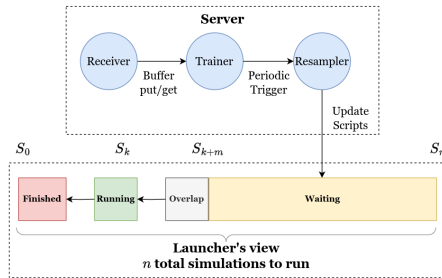 Server
Receiver
Trainer
Resampler
Buffer
put/get
Periodic
Trigger
Update
Scripts
S₀
Sₖ
Sₖ₊ₘ
Finished
Running
Overlap
Waiting
Launcher's view
n total simulations to run